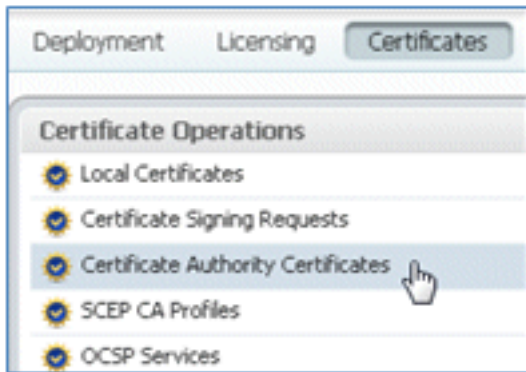 Deployment Licensing Certificates
Certificate Operations
Local Certificates
Certificate Signing Requests
Certificate Authority Certificates
SCEP CA Profiles
OCSP Services